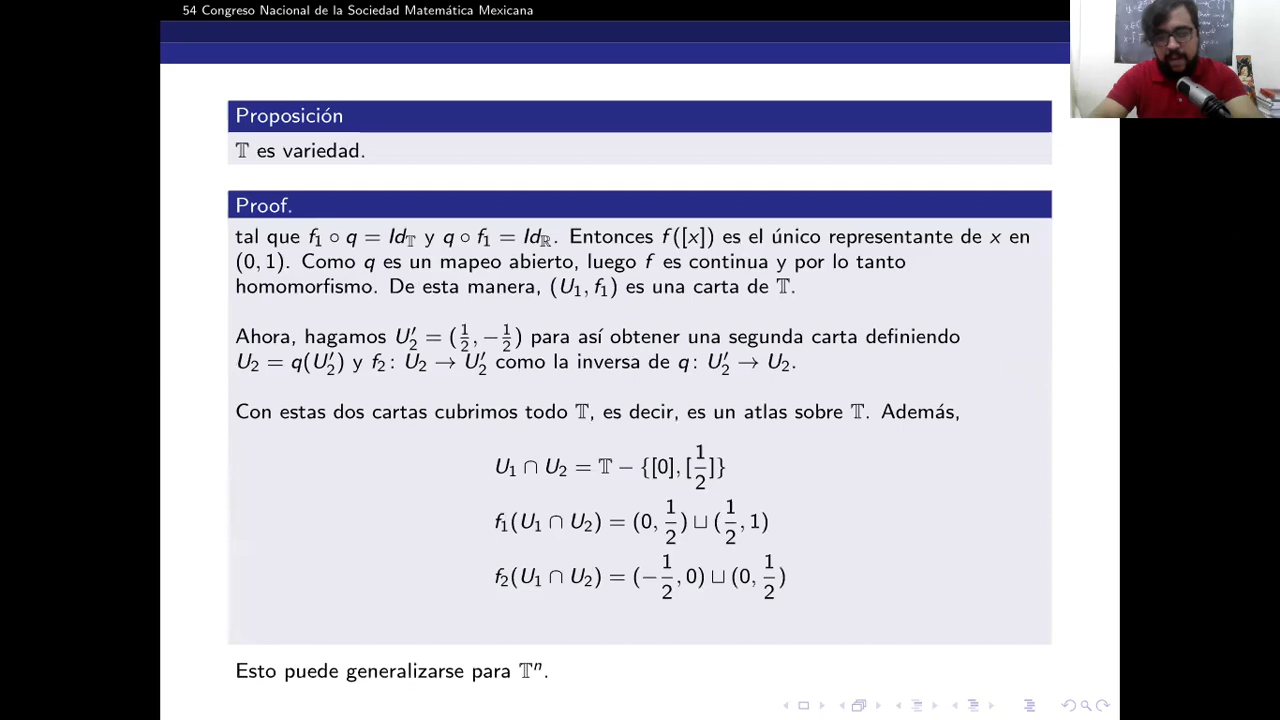 54 Congreso Nacional de la Sociedad Matemática Mexicana
Proposición
𝕋 es variedad.
Proof.
tal que f₁ ∘ q = Id_𝕋 y q ∘ f₁ = Id_ℝ. Entonces f([x]) es el único representante de x en
(0, 1). Como q es un mapeo abierto, luego f es continua y por lo tanto
homomorfismo. De esta manera, (U₁, f₁) es una carta de 𝕋.
Ahora, hagamos U₂′ = (1/2, −1/2) para así obtener una segunda carta definiendo
U₂ = q(U₂′) y f₂: U₂ → U₂′ como la inversa de q: U₂′ → U₂.
Con estas dos cartas cubrimos todo 𝕋, es decir, es un atlas sobre 𝕋. Además,
U₁ ∩ U₂ = 𝕋 − {[0], [1/2]}
f₁(U₁ ∩ U₂) = (0, 1/2) ⊔ (1/2, 1)
f₂(U₁ ∩ U₂) = (−1/2, 0) ⊔ (0, 1/2)
Esto puede generalizarse para 𝕋ⁿ.